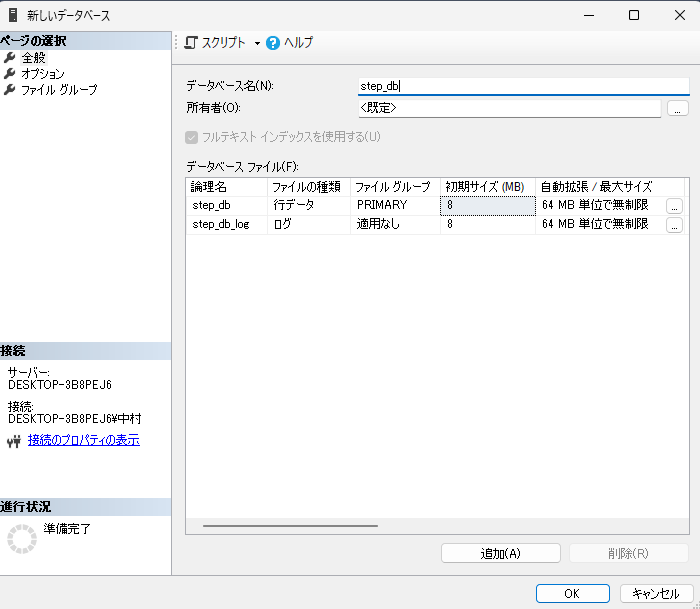 新しいデータベース
ページの選択
全般
オプション
ファイル グループ
スクリプト
ヘルプ
データベース名(N):
step_db
所有者(O):
<既定>
...
フルテキスト インデックスを使用する(U)
データベース ファイル(F):
論理名 ファイルの種類 ファイル グループ 初期サイズ (MB) 自動拡張 / 最大サイズ
step_db 行データ PRIMARY 8 64 MB 単位で無制限 ...
step_db_log ログ 適用なし 8 64 MB 単位で無制限 ...
接続
サーバー:
DESKTOP-3B8PEJ6
接続:
DESKTOP-3B8PEJ6¥中村
接続のプロパティの表示
進行状況
準備完了
追加(A) 削除(R)
OK キャンセル